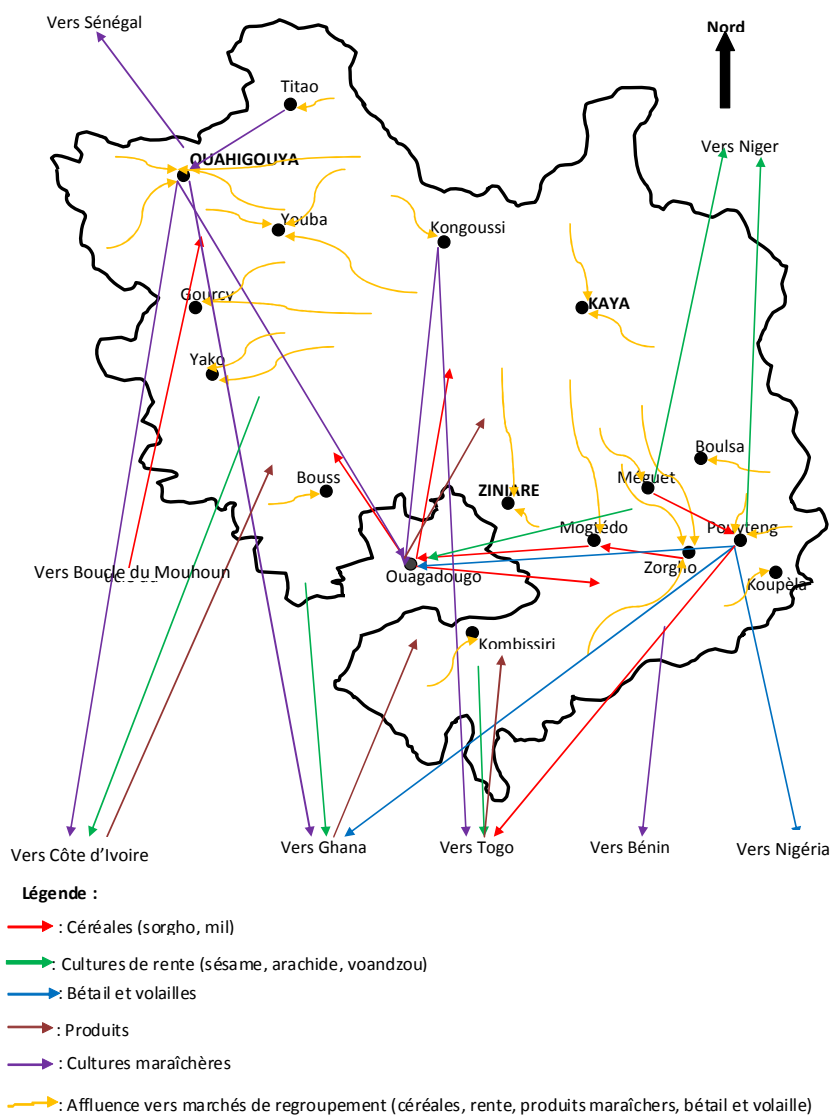 Vers Sénégal
Nord
Titao
Vers Niger
OUAHIGOUYA
Youba
Kongoussi
Gourcy
KAYA
Yako
Boulsa
Bouss
ZINIARE
Méguet
Mogtédo
Pouyteng
Vers Boucle du Mouhoun
Ouagadougo
Zorgho
Koupèla
Kombissiri
Vers Côte d’Ivoire
Vers Ghana
Vers Togo
Vers Bénin
Vers Nigéria
Légende :
: Céréales (sorgho, mil)
: Cultures de rente (sésame, arachide, voandzou)
: Bétail et volailles
: Produits
: Cultures maraîchères
: Affluence vers marchés de regroupement (céréales, rente, produits maraîchers, bétail et volaille)